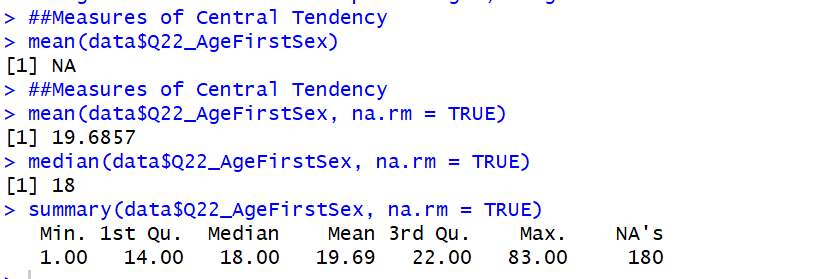 > ##Measures of Central Tendency
> mean(data$Q22_AgeFirstSex)
[1] NA
> ##Measures of Central Tendency
> mean(data$Q22_AgeFirstSex, na.rm = TRUE)
[1] 19.6857
> median(data$Q22_AgeFirstSex, na.rm = TRUE)
[1] 18
> summary(data$Q22_AgeFirstSex, na.rm = TRUE)
   Min. 1st Qu.  Median    Mean 3rd Qu.    Max.    NA's
   1.00   14.00   18.00   19.69   22.00   83.00     180
>